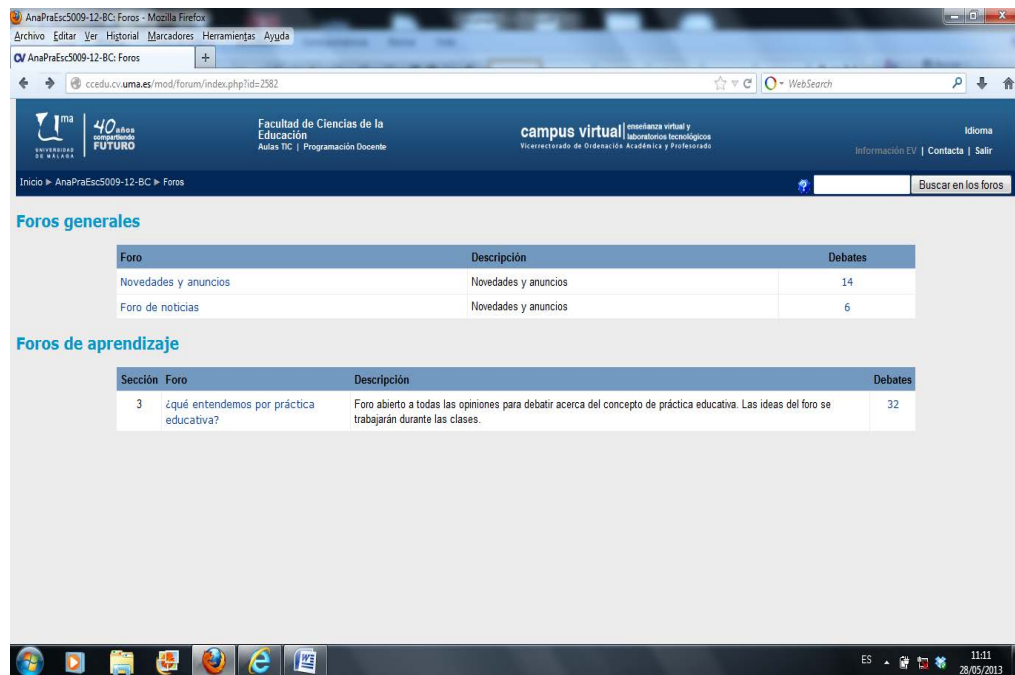 AnaPraEsc5009-12-BC: Foros - Mozilla Firefox
Archivo Editar Ver Historial Marcadores Herramientas Ayuda
AnaPraEsc5009-12-BC: Foros
ccedu.cv.uma.es/mod/forum/index.php?id=2582
WebSearch
uma
UNIVERSIDAD
DE MÁLAGA
40 años
compartiendo
FUTURO
Facultad de Ciencias de la
Educación
Aulas TIC | Programación Docente
campus virtual
enseñanza virtual y
laboratorios tecnológicos
Vicerrectorado de Ordenación Académica y Profesorado
Idioma
Información EV | Contacta | Salir
Inicio ► AnaPraEsc5009-12-BC ► Foros
Buscar en los foros
Foros generales
Foro Descripción Debates
Novedades y anuncios Novedades y anuncios 14
Foro de noticias Novedades y anuncios 6
Foros de aprendizaje
Sección Foro Descripción Debates
3 ¿qué entendemos por práctica educativa? Foro abierto a todas las opiniones para debatir acerca del concepto de práctica educativa. Las ideas del foro se trabajarán durante las clases. 32
ES
11:11
28/05/2013